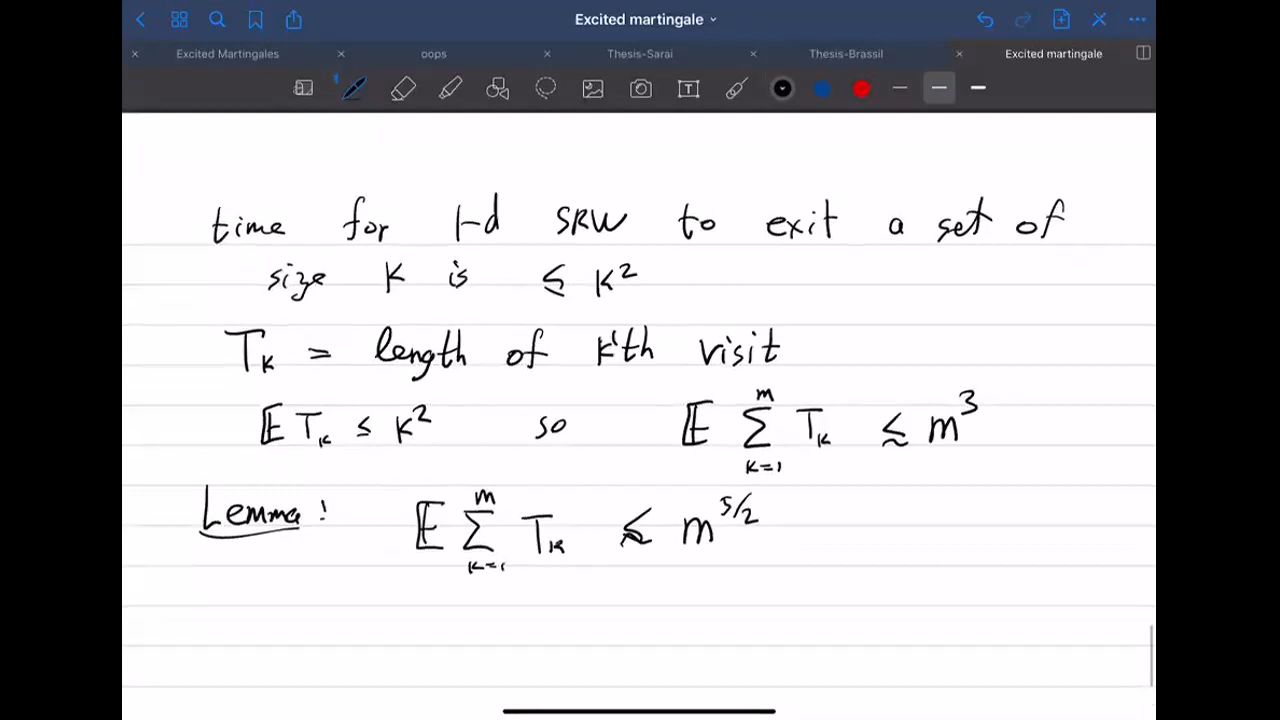 Excited martingale
Excited Martingales
oops
Thesis-Sarai
Thesis-Brassil
Excited martingale
time for 1-d SRW to exit a set of
size K is ≲ K²
T_K = length of K'th visit
𝔼 T_K ≤ K² so 𝔼 ∑_{K=1}^{m} T_K ≲ m³
Lemma: 𝔼 ∑_{K=1}^{m} T_K ≲ m^{5/2}